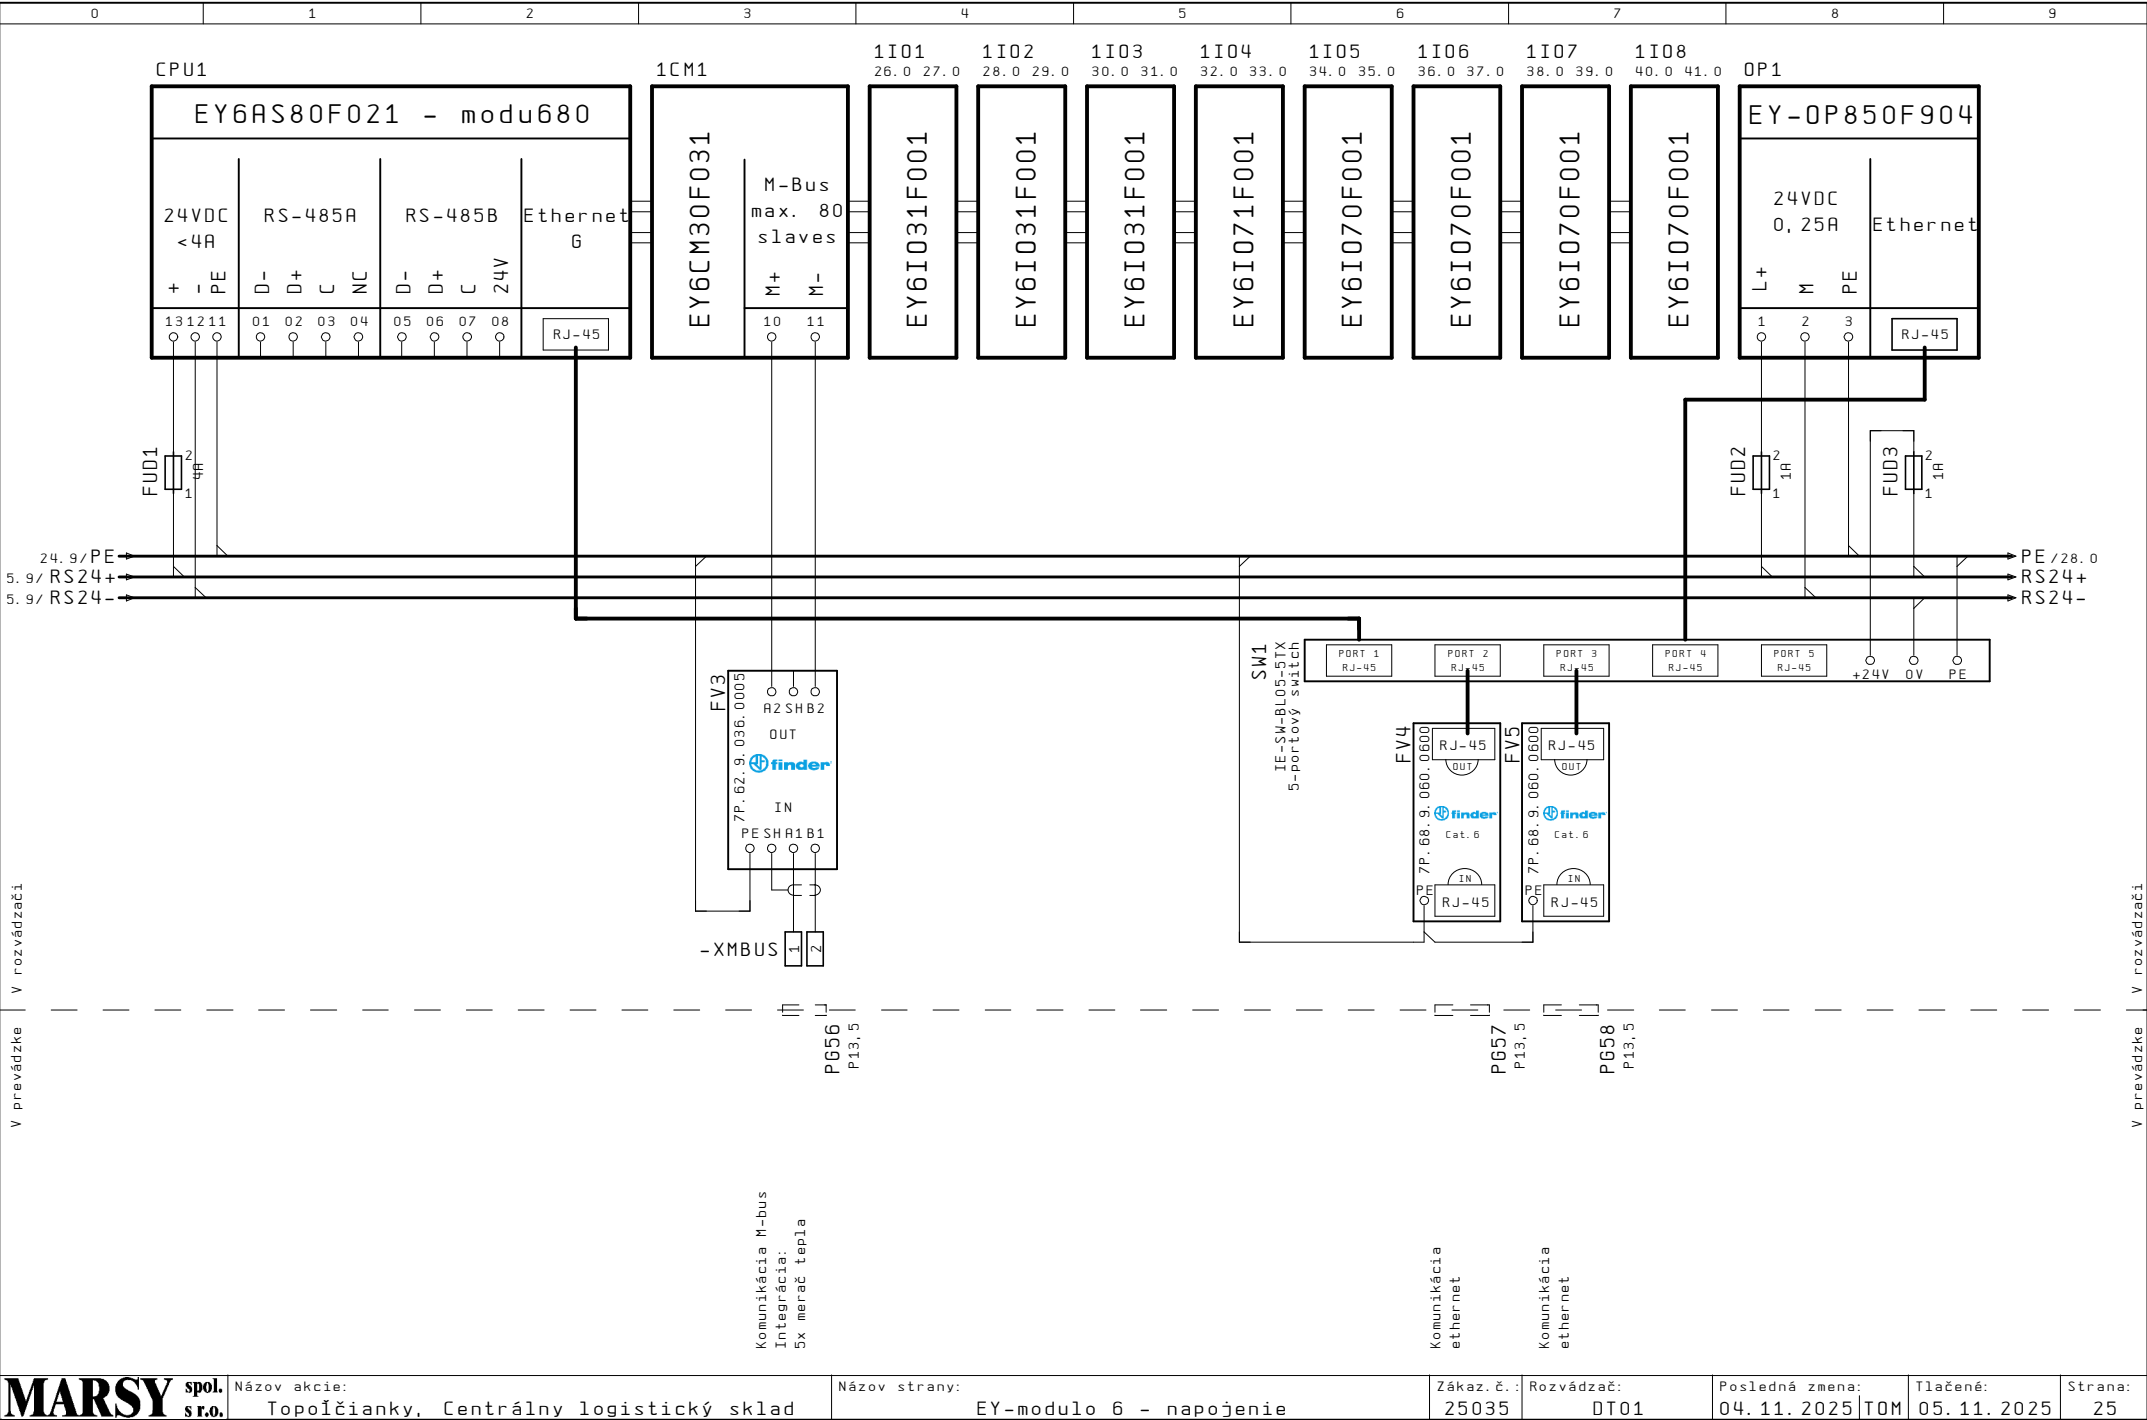 0 1 2 3 4 5 6 7 8 9
CPU1
1CM1
1IO1
26.0 27.0
1IO2
28.0 29.0
1IO3
30.0 31.0
1IO4
32.0 33.0
1IO5
34.0 35.0
1IO6
36.0 37.0
1IO7
38.0 39.0
1IO8
40.0 41.0
OP1
EY6AS80F021 - modu680
24VDC
<4A
RS-485A
RS-485B
Ethernet
G
+ - PE D- D+ C NC D- D+ C 24V
13 12 11 01 02 03 04 05 06 07 08
RJ-45
EY6CM30F031
M-Bus
max. 80
slaves
M+ M-
10 11
EY6IO31F001
EY6IO31F001
EY6IO31F001
EY6IO71F001
EY6IO70F001
EY6IO70F001
EY6IO70F001
EY6IO70F001
EY-OP850F904
24VDC
0,25A
Ethernet
L+ M PE
1 2 3
RJ-45
FUD1
2
4A
1
FUD2
2
1A
1
FUD3
2
1A
1
24.9/PE
5.9/RS24+
5.9/RS24-
PE/28.0
RS24+
RS24-
SW1
IE-SW-BL05-5TX
5-portový switch
PORT 1
RJ-45
PORT 2
RJ-45
PORT 3
RJ-45
PORT 4
RJ-45
PORT 5
RJ-45
+24V 0V PE
FV3
7P.62.9.036.0005
A2 SH B2
OUT
finder
IN
PE SH A1 B1
-XMBUS 1 2
FV4
7P.68.9.060.0600
RJ-45
OUT
finder
Cat.6
IN
PE
RJ-45
FV5
7P.68.9.060.0600
RJ-45
OUT
finder
Cat.6
IN
PE
RJ-45
V rozvádzači
V prevádzke
V rozvádzači
V prevádzke
PG56
P13,5
PG57
P13,5
PG58
P13,5
Komunikácia M-bus
Integrácia:
5x merač tepla
Komunikácia
ethernet
Komunikácia
ethernet
MARSY spol. s r.o.
Názov akcie:
Topoľčianky, Centrálny logistický sklad
Názov strany:
EY-modulo 6 - napojenie
Zákaz.č.:
25035
Rozvádzač:
DT01
Posledná zmena:
04.11.2025 TOM
Tlačené:
05.11.2025
Strana:
25